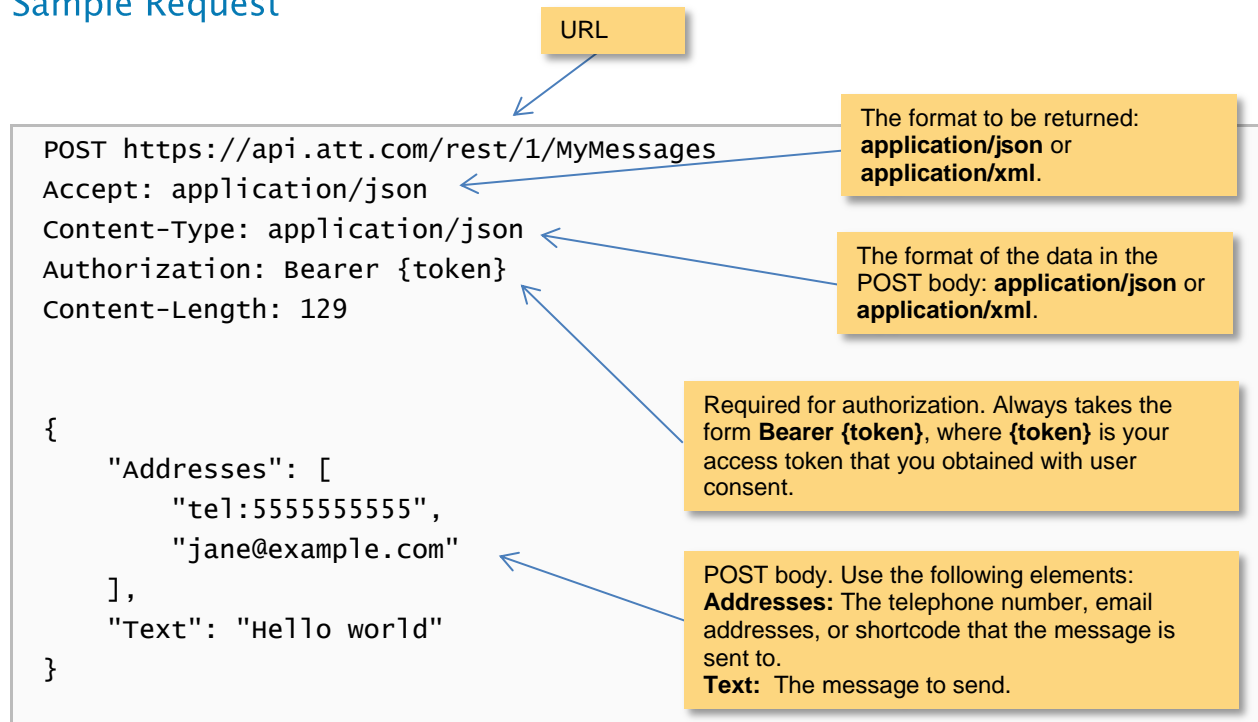 Sample Request
URL
POST https://api.att.com/rest/1/MyMessages
Accept: application/json
Content-Type: application/json
Authorization: Bearer {token}
Content-Length: 129
{
"Addresses": [
"tel:5555555555",
"jane@example.com"
],
"Text": "Hello world"
}
The format to be returned:
application/json or
application/xml.
The format of the data in the
POST body: application/json or
application/xml.
Required for authorization. Always takes the
form Bearer {token}, where {token} is your
access token that you obtained with user
consent.
POST body. Use the following elements:
Addresses: The telephone number, email
addresses, or shortcode that the message is
sent to.
Text: The message to send.